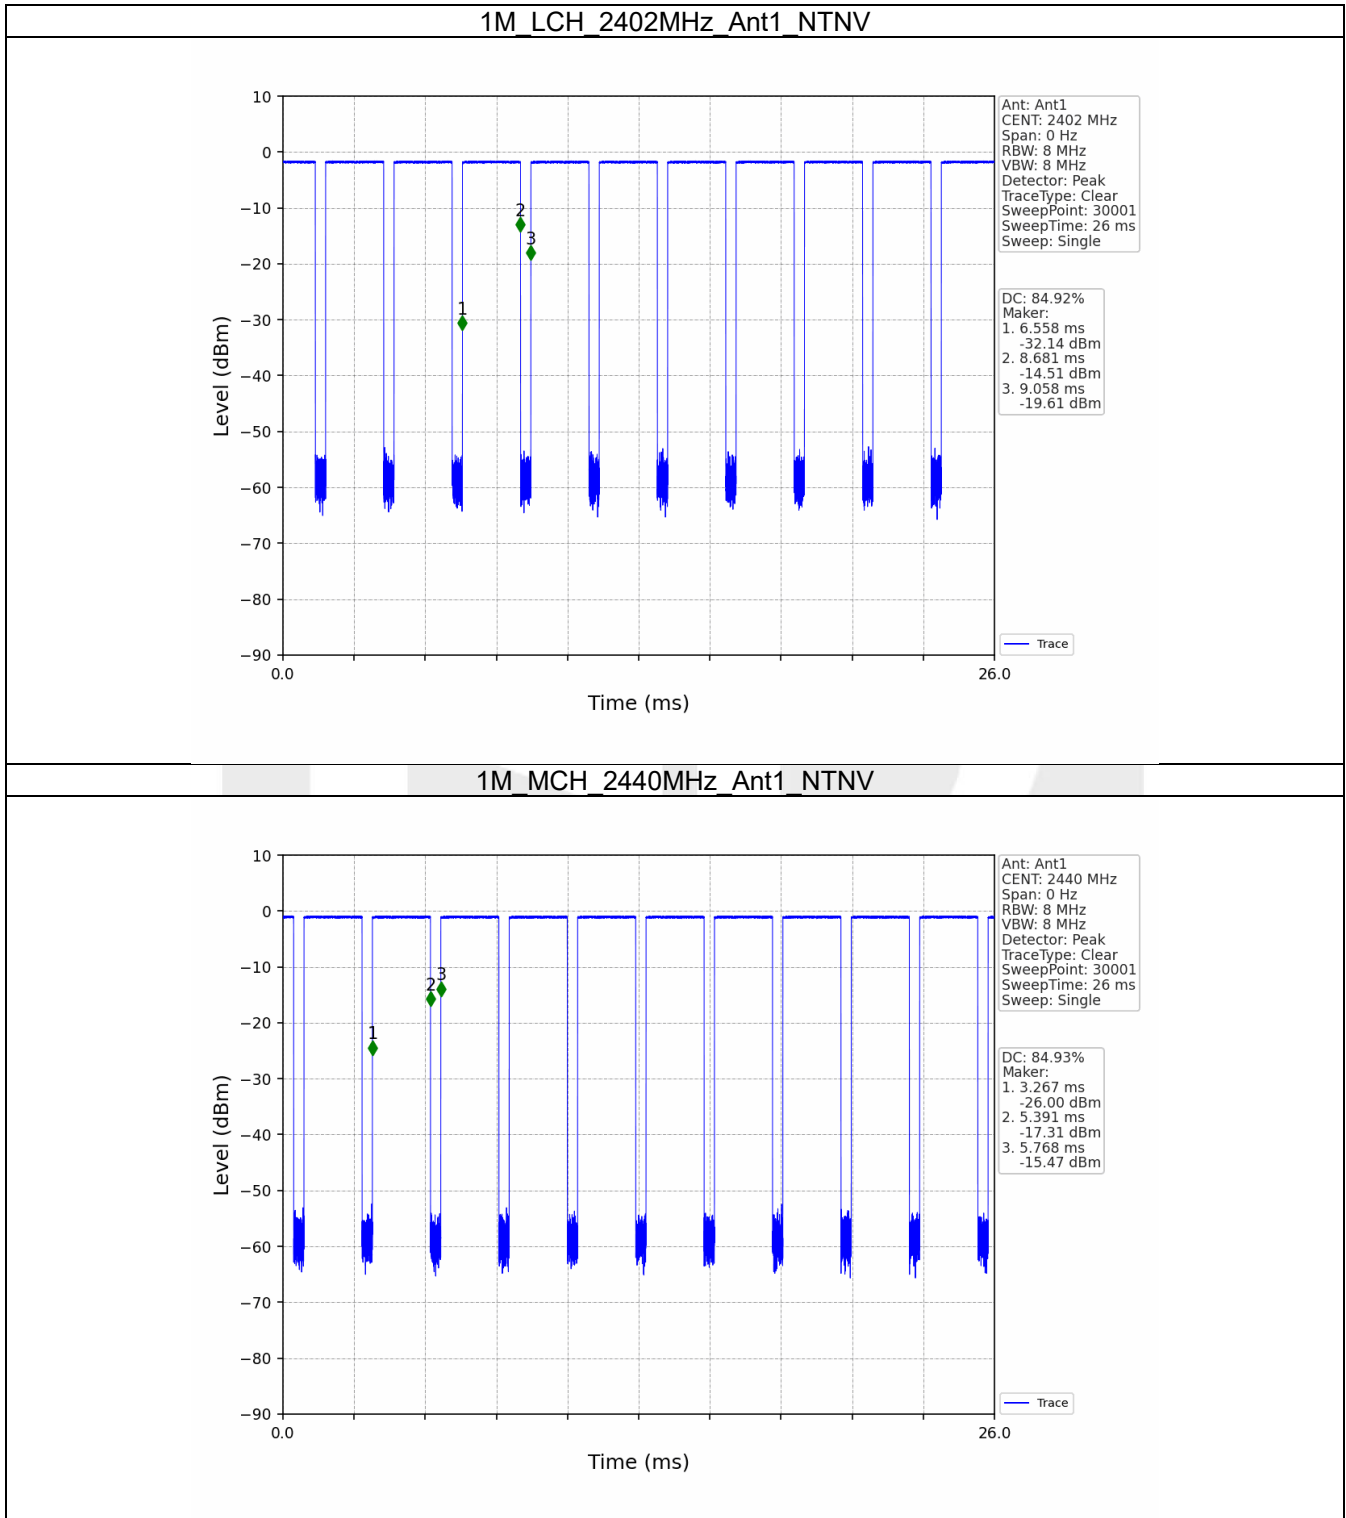 1M_LCH_2402MHz_Ant1_NTNV
10
0
−10
−20
−30
−40
−50
−60
−70
−80
−90
Level (dBm)
0.0
26.0
Time (ms)
1
2
3
Ant: Ant1
CENT: 2402 MHz
Span: 0 Hz
RBW: 8 MHz
VBW: 8 MHz
Detector: Peak
TraceType: Clear
SweepPoint: 30001
SweepTime: 26 ms
Sweep: Single
DC: 84.92%
Maker:
1. 6.558 ms
-32.14 dBm
2. 8.681 ms
-14.51 dBm
3. 9.058 ms
-19.61 dBm
Trace
1M_MCH_2440MHz_Ant1_NTNV
10
0
−10
−20
−30
−40
−50
−60
−70
−80
−90
Level (dBm)
0.0
26.0
Time (ms)
1
2
3
Ant: Ant1
CENT: 2440 MHz
Span: 0 Hz
RBW: 8 MHz
VBW: 8 MHz
Detector: Peak
TraceType: Clear
SweepPoint: 30001
SweepTime: 26 ms
Sweep: Single
DC: 84.93%
Maker:
1. 3.267 ms
-26.00 dBm
2. 5.391 ms
-17.31 dBm
3. 5.768 ms
-15.47 dBm
Trace